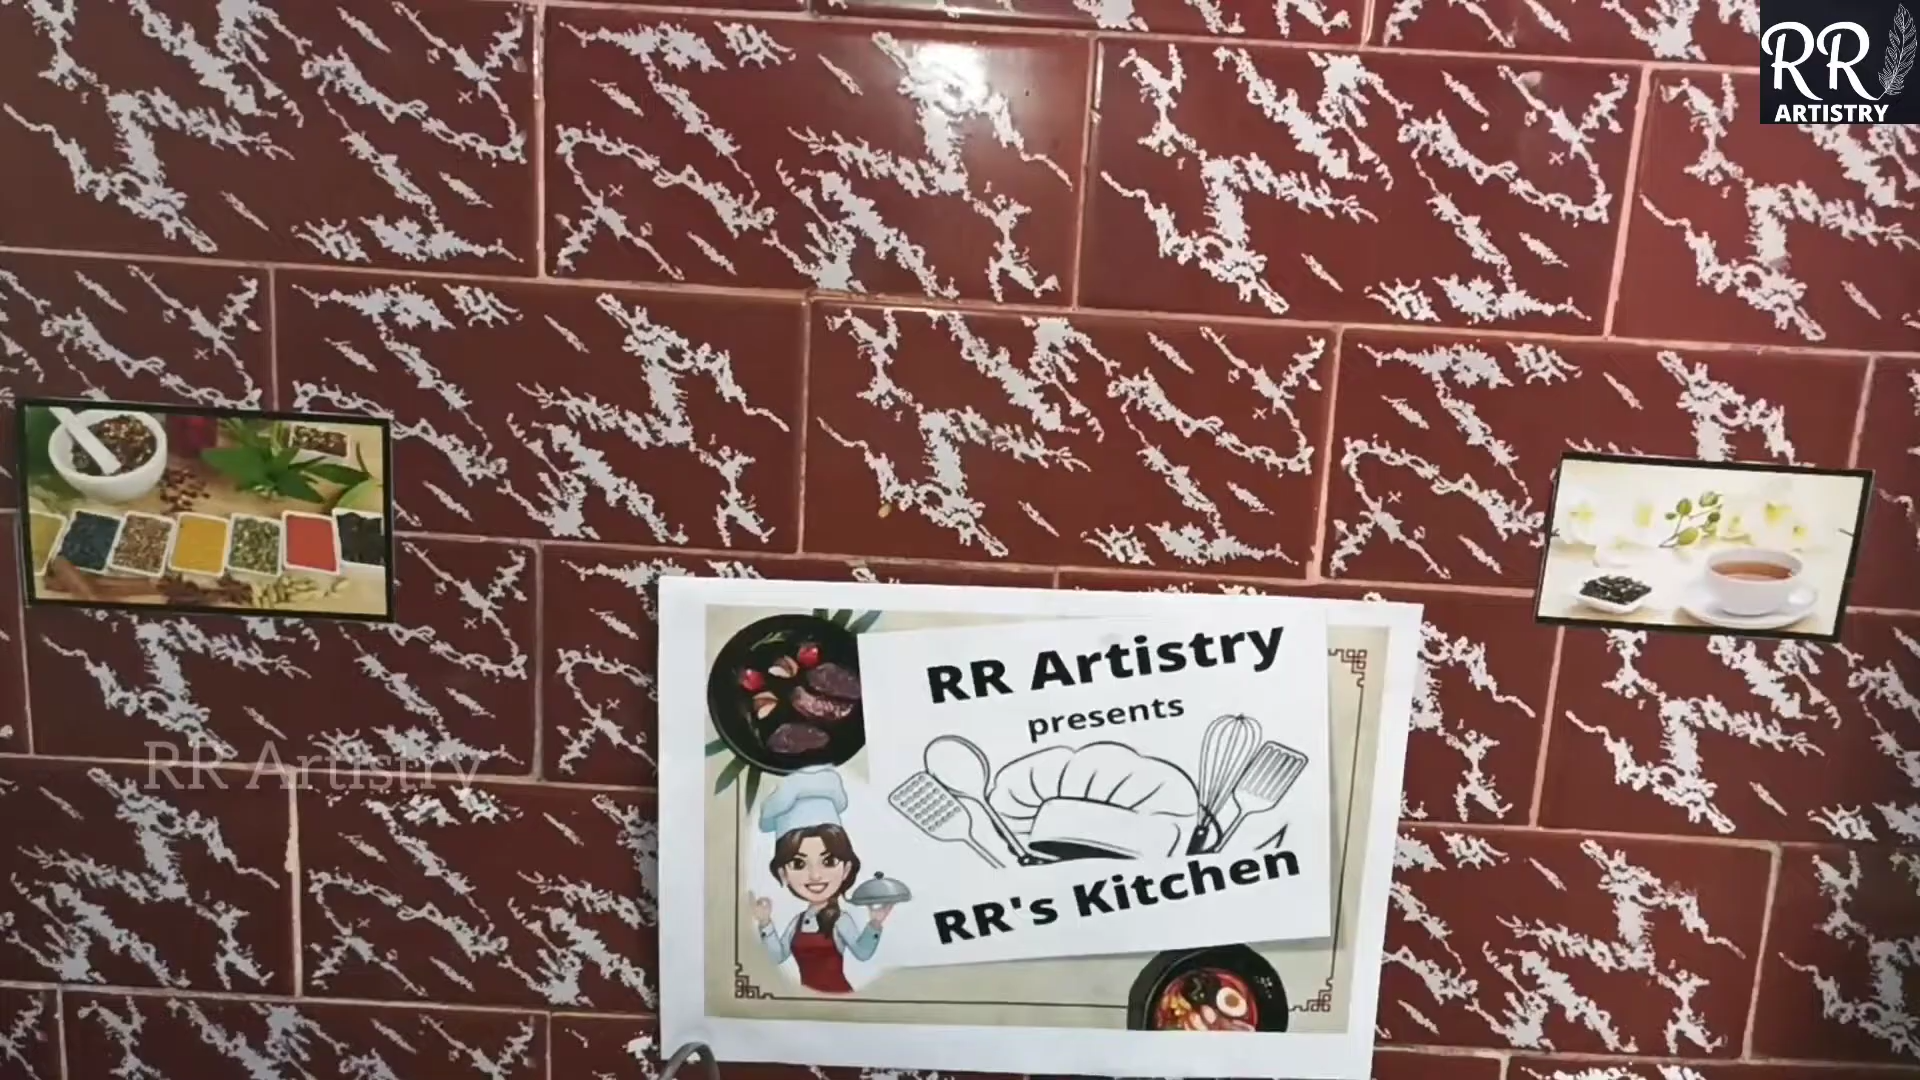 RR
ARTISTRY
RR Artistry
presents
RR's Kitchen
RR Artistry